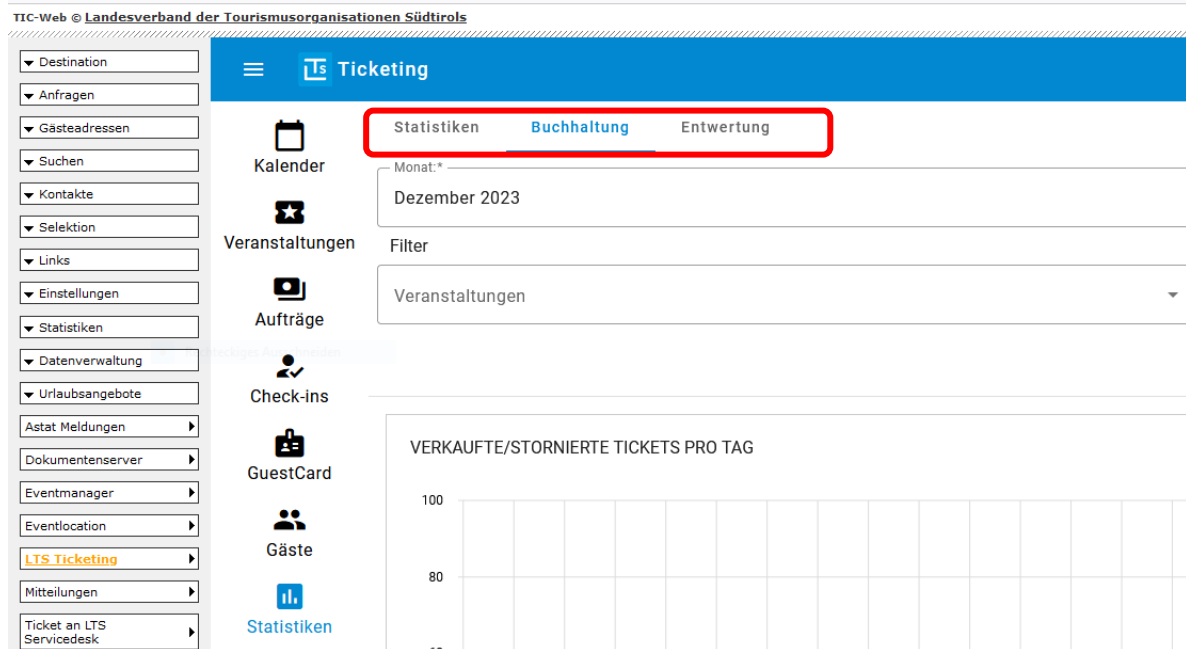 TIC-Web © Landesverband der Tourismusorganisationen Südtirols
Destination
Anfragen
Gästeadressen
Suchen
Kontakte
Selektion
Links
Einstellungen
Statistiken
Datenverwaltung
Urlaubsangebote
Astat Meldungen
Dokumentenserver
Eventmanager
Eventlocation
LTS Ticketing
Mitteilungen
Ticket an LTS
Servicedesk
LTS Ticketing
Kalender
Veranstaltungen
Aufträge
Check-ins
GuestCard
Gäste
Statistiken
Statistiken Buchhaltung Entwertung
Monat:*
Dezember 2023
Filter
Veranstaltungen
VERKAUFTE/STORNIERTE TICKETS PRO TAG
100
80